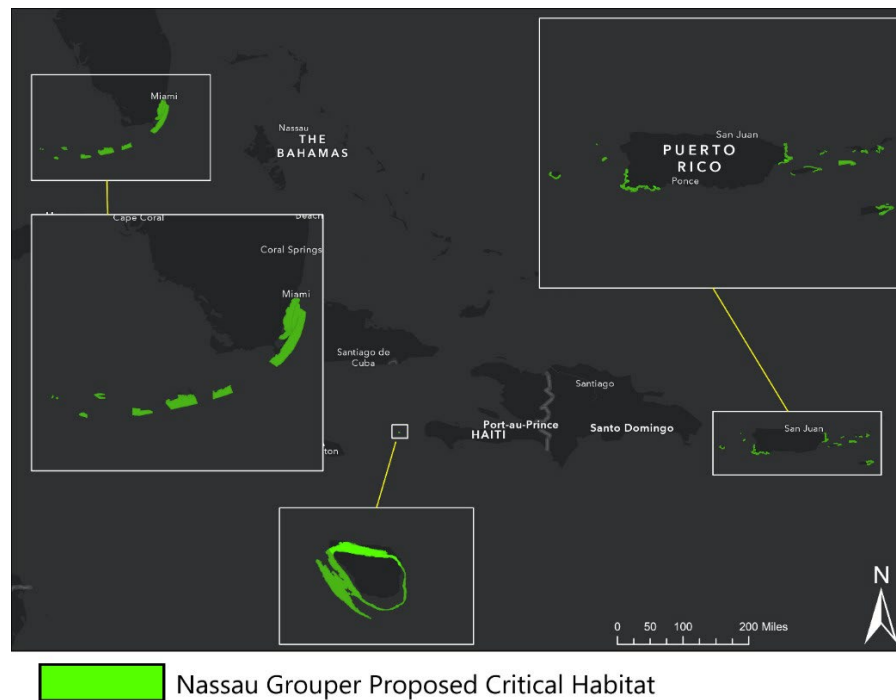 Miami
Nassau
THE
BAHAMAS
San Juan
PUERTO
RICO
Ponce
Cape Coral
Beach
Coral Springs
Miami
Santiago de
Cuba
Santiago
Port-au-Prince
HAITI
Santo Domingo
San Juan
ton
N
0 50 100 200 Miles
Nassau Grouper Proposed Critical Habitat